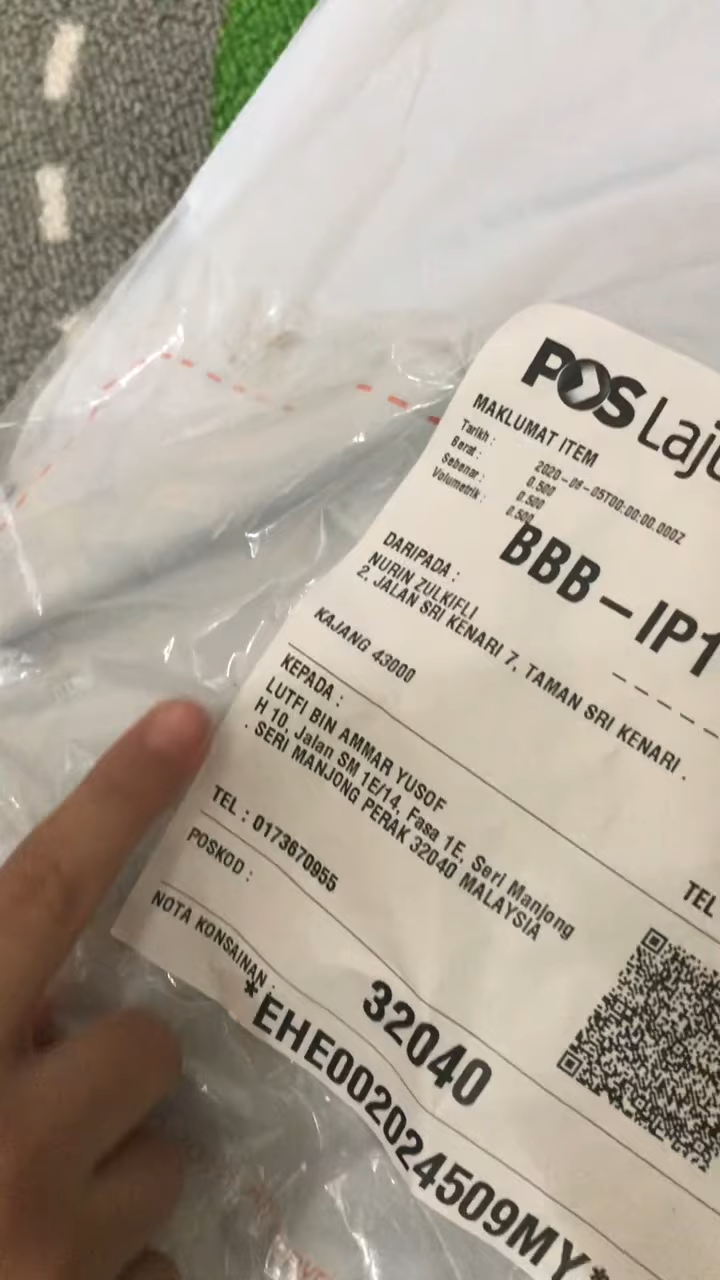 POS Laju
MAKLUMAT ITEM
Tarikh : 2020-06-05T00:00:00.000Z
Berat : 0.500
Sebenar : 0.500
Volumetrik : 0.500
BBB-IP1
DARIPADA :
NURIN ZULKIFLI
2, JALAN SRI KENARI 7, TAMAN SRI KENARI .
KAJANG 43000
TEL
KEPADA :
LUTFI BIN AMMAR YUSOF
H 10, Jalan SM 1E/14, Fasa 1E, Seri Manjong
. SERI MANJONG PERAK 32040 MALAYSIA
TEL : 0173670955
POSKOD :
32040
NOTA KONSAINAN :
*EHE002024509MY*